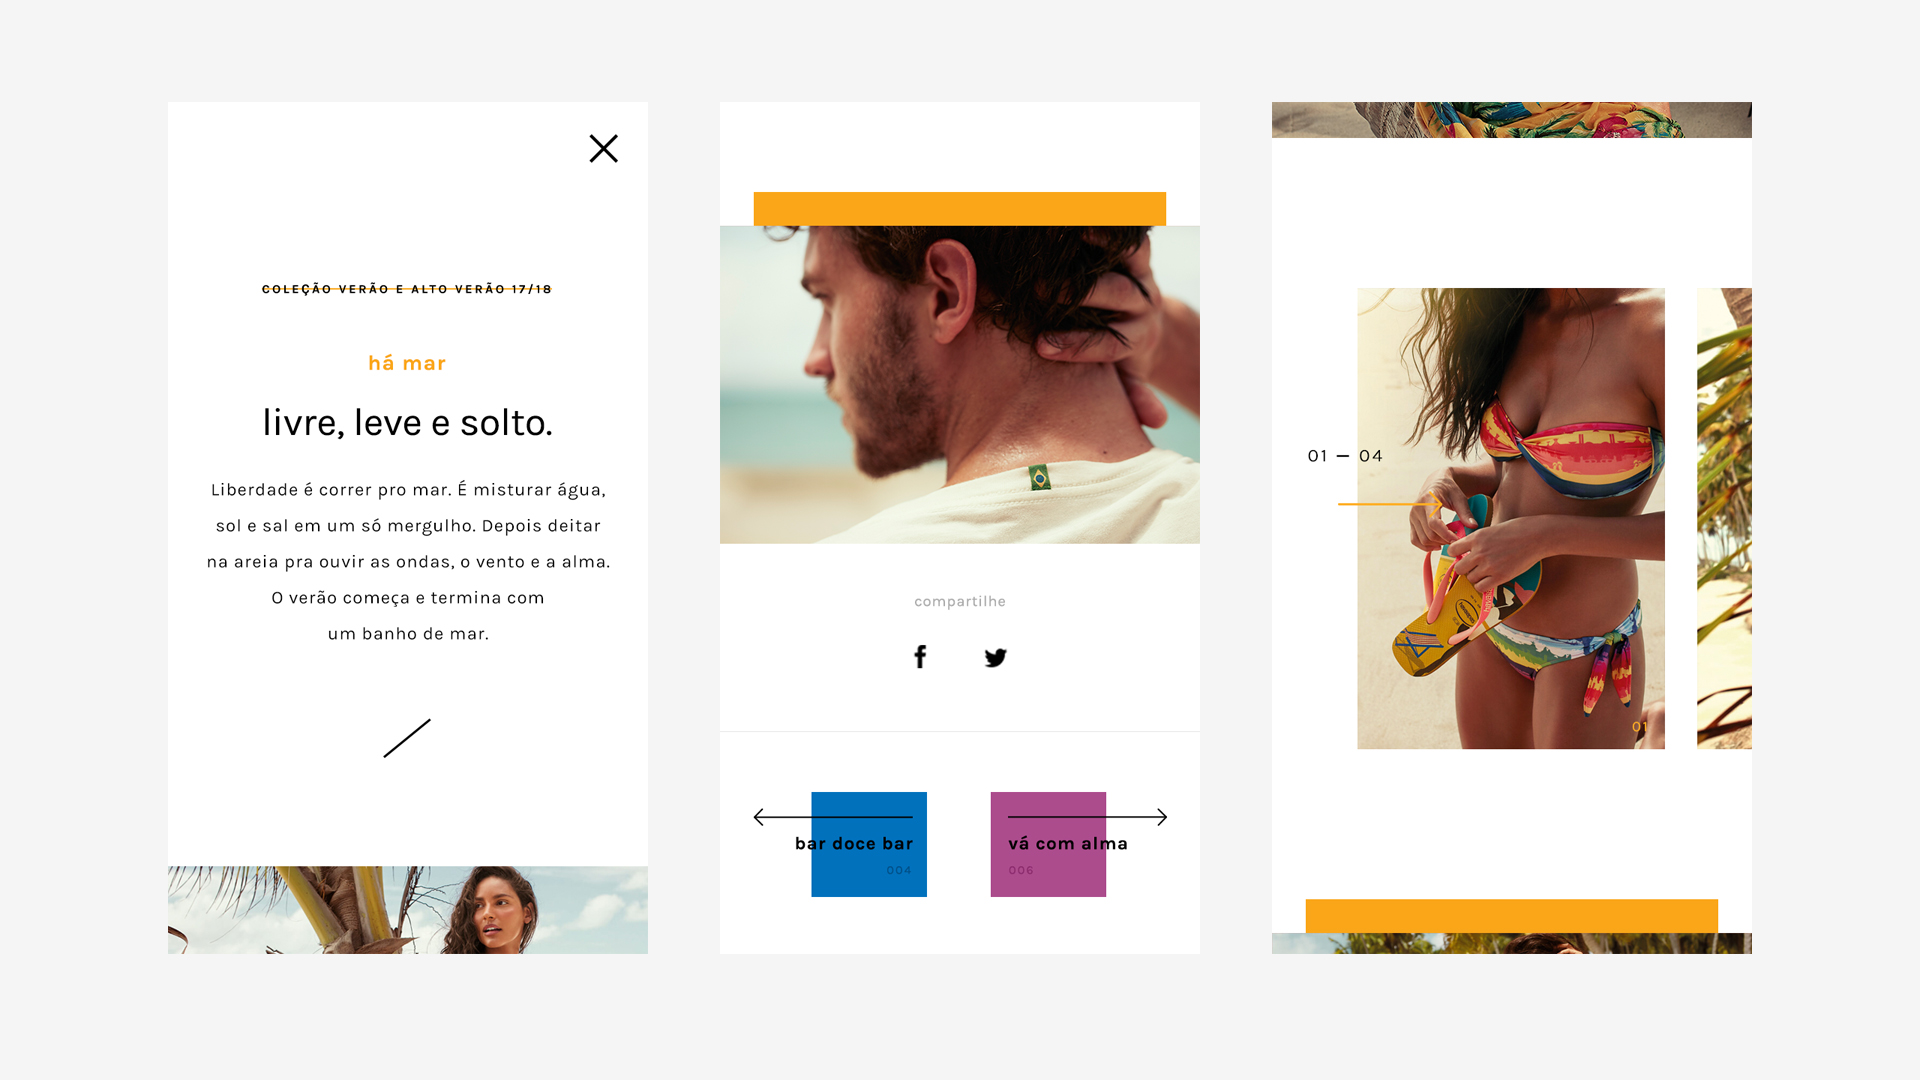 COLEÇÃO VERÃO E ALTO VERÃO 17/18
há mar
livre, leve e solto.
Liberdade é correr pro mar. É misturar água,
sol e sal em um só mergulho. Depois deitar
na areia pra ouvir as ondas, o vento e a alma.
O verão começa e termina com
um banho de mar.
compartilhe
bar doce bar
004
vá com alma
006
01 — 04
01